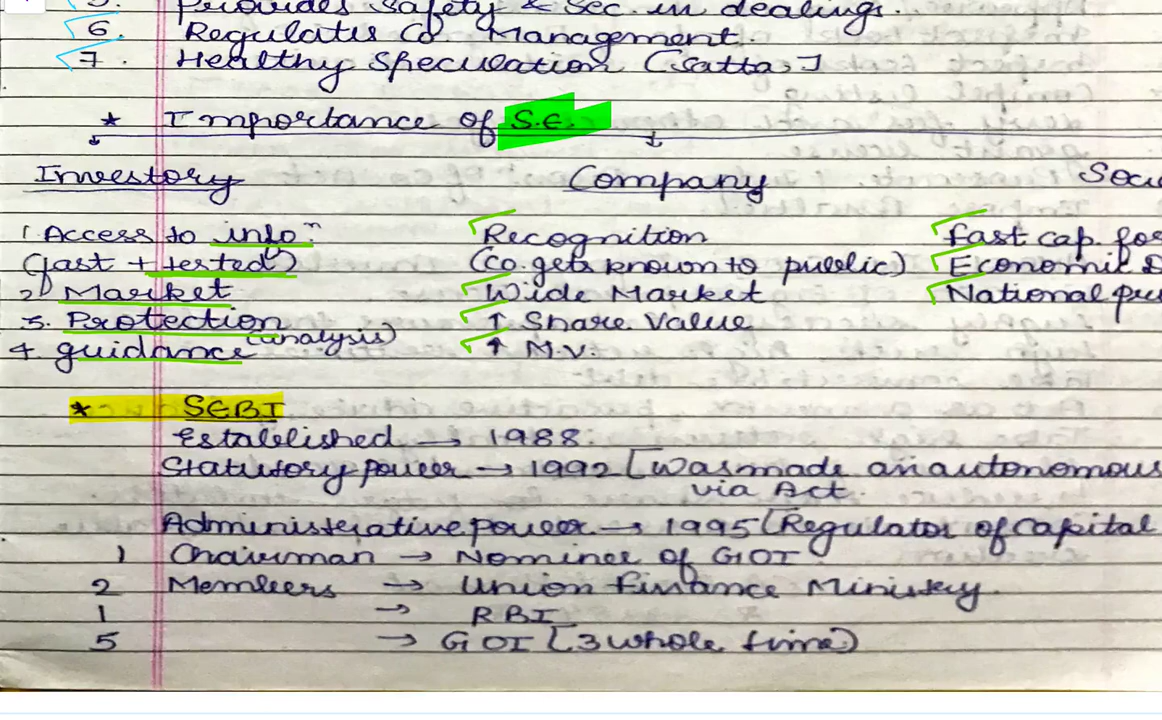 5. Provides Safety & Sec. in dealings.
6. Regulates Co. Management.
7. Healthy Speculation (Satta)
* Importance of S.E.
Investory
Company
1. Access to info.
(fast + tested)
2) Market
3. Protection
4. guidance (analysis)
Recognition
(Co. gets known to public)
Wide Market
↑ Share Value
↑ M.V.
fast cap.
Economic
National
* SEBI
Established → 1988.
Statutory power → 1992 [was made an autonomous
via Act.
Administerative power → 1995 (Regulator of Capital
1 Chairman → Nominee of GOI
2 Members → Union Finance Ministry.
1 → RBI
5 → GOI [3 whole time)